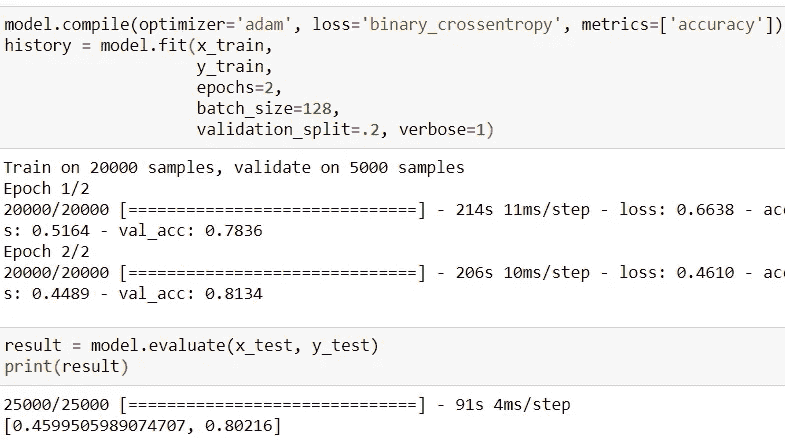 model.compile(optimizer='adam', loss='binary_crossentropy', metrics=['accuracy'])
history = model.fit(x_train,
y_train,
epochs=2,
batch_size=128,
validation_split=.2, verbose=1)
Train on 20000 samples, validate on 5000 samples
Epoch 1/2
20000/20000 [==============================] - 214s 11ms/step - loss: 0.6638 - acc
s: 0.5164 - val_acc: 0.7836
Epoch 2/2
20000/20000 [==============================] - 206s 10ms/step - loss: 0.4610 - acc
s: 0.4489 - val_acc: 0.8134
result = model.evaluate(x_test, y_test)
print(result)
25000/25000 [==============================] - 91s 4ms/step
[0.4599505989074707, 0.80216]